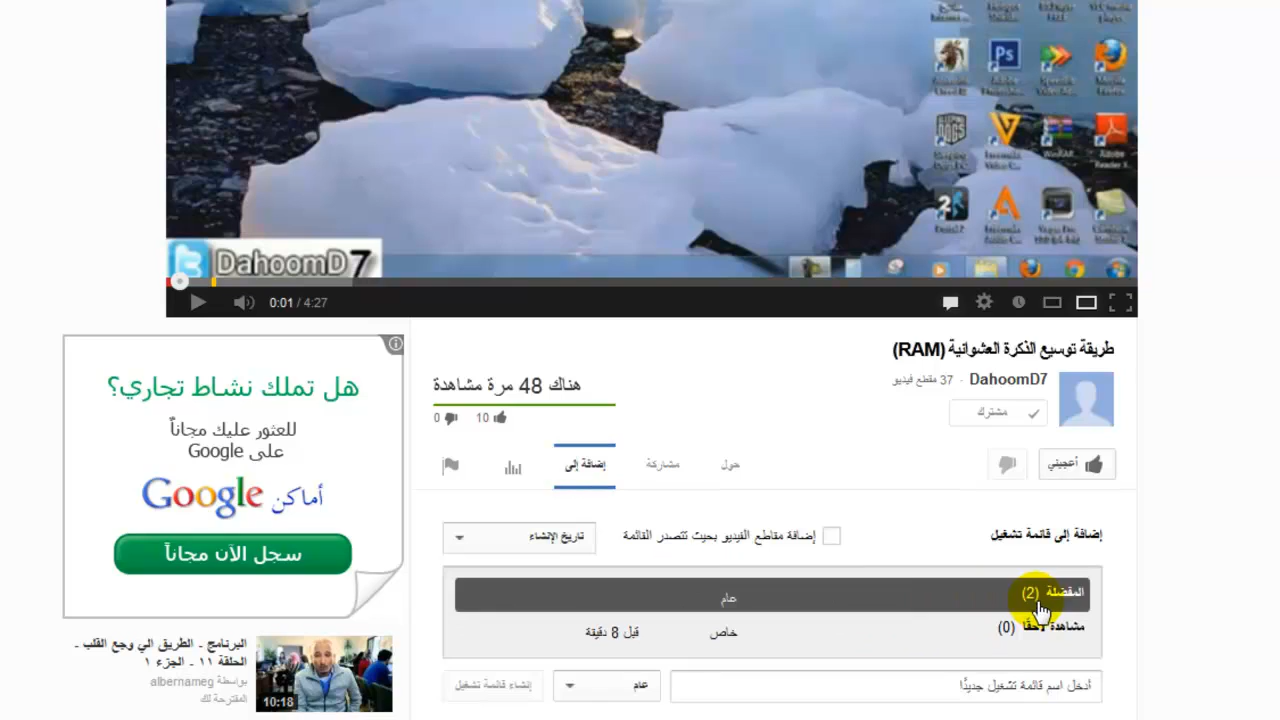 DahoomD7
0:01 / 4:27
طريقة توسيع الذكرة العشوائية (RAM)
DahoomD7 · 37 مقطع فيديو
مشترك
هناك 48 مرة مشاهدة
10
0
أعجبني
حول
مشاركة
إضافة إلى
إضافة إلى قائمة تشغيل
إضافة مقاطع الفيديو بحيث تتصدر القائمة
تاريخ الإنشاء
المفضلة (2)
عام
مشاهدة لاحقًا (0)
خاص
قبل 8 دقيقة
أدخل اسم قائمة تشغيل جديدًا
عام
إنشاء قائمة تشغيل
هل تملك نشاط تجاري؟
للعثور عليك مجاناً
على Google
أماكن Google
سجل الآن مجاناً
البرنامج - الطريق الي وجع القلب -
الحلقة ١١ - الجزء ١
بواسطة albernameg
المقترحة لك
10:18